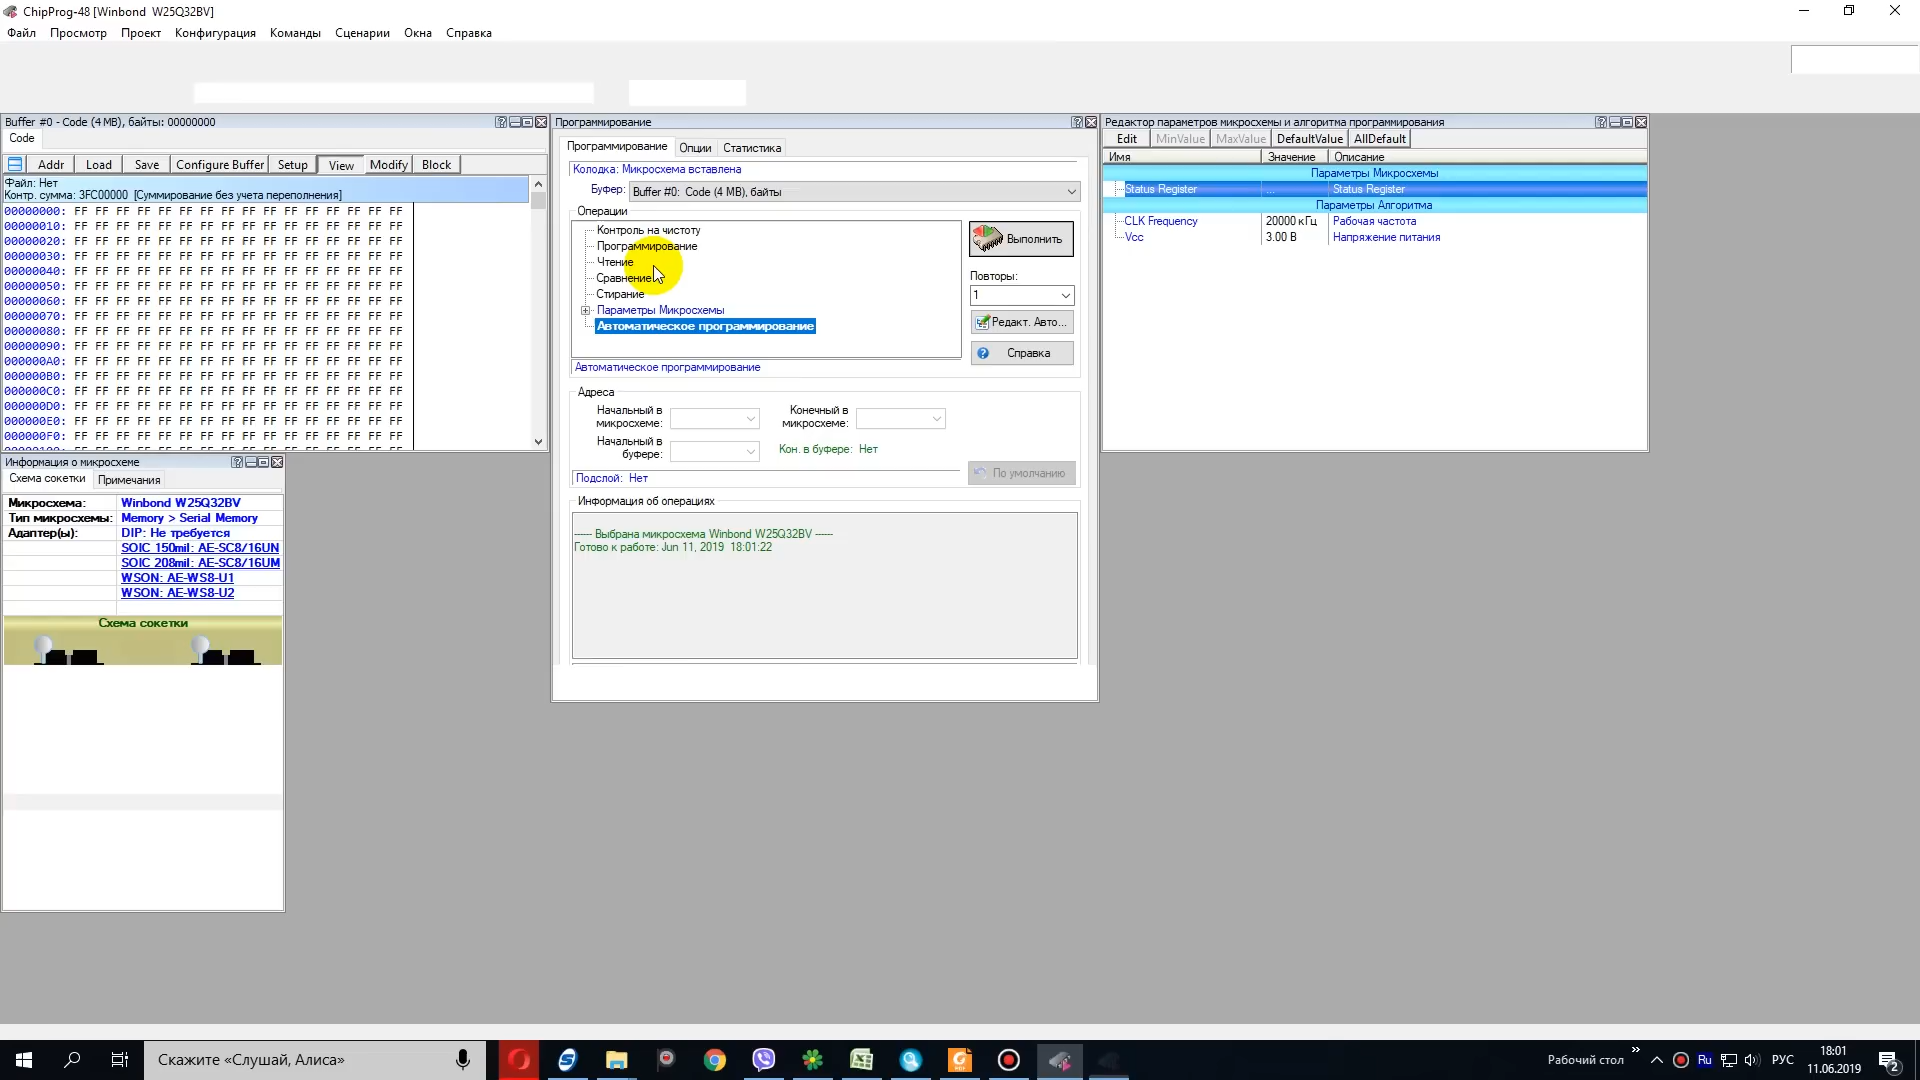 ChipProg-48 [Winbond  W25Q32BV]
Файл Просмотр Проект Конфигурация Команды Сценарии Окна Справка
Buffer #0 - Code (4 MB), байты: 00000000
Code
Addr Load Save Configure Buffer Setup View Modify Block
Файл: Нет
Контр. сумма: 3FC00000 [Суммирование без учета переполнения]
00000000: FF FF FF FF FF FF FF FF FF FF FF FF FF FF FF FF
00000010: FF FF FF FF FF FF FF FF FF FF FF FF FF FF FF FF
00000020: FF FF FF FF FF FF FF FF FF FF FF FF FF FF FF FF
00000030: FF FF FF FF FF FF FF FF FF FF FF FF FF FF FF FF
00000040: FF FF FF FF FF FF FF FF FF FF FF FF FF FF FF FF
00000050: FF FF FF FF FF FF FF FF FF FF FF FF FF FF FF FF
00000060: FF FF FF FF FF FF FF FF FF FF FF FF FF FF FF FF
00000070: FF FF FF FF FF FF FF FF FF FF FF FF FF FF FF FF
00000080: FF FF FF FF FF FF FF FF FF FF FF FF FF FF FF FF
00000090: FF FF FF FF FF FF FF FF FF FF FF FF FF FF FF FF
000000A0: FF FF FF FF FF FF FF FF FF FF FF FF FF FF FF FF
000000B0: FF FF FF FF FF FF FF FF FF FF FF FF FF FF FF FF
000000C0: FF FF FF FF FF FF FF FF FF FF FF FF FF FF FF FF
000000D0: FF FF FF FF FF FF FF FF FF FF FF FF FF FF FF FF
000000E0: FF FF FF FF FF FF FF FF FF FF FF FF FF FF FF FF
000000F0: FF FF FF FF FF FF FF FF FF FF FF FF FF FF FF FF
Информация о микросхеме
Схема сокетки Примечания
Микросхема: Winbond W25Q32BV
Тип микросхемы: Memory > Serial Memory
Адаптер(ы): DIP: Не требуется
SOIC 150mil: AE-SC8/16UN
SOIC 208mil: AE-SC8/16UM
WSON: AE-WS8-U1
WSON: AE-WS8-U2
Схема сокетки
Программирование
Программирование Опции Статистика
Колодка: Микросхема вставлена
Буфер: Buffer #0: Code (4 MB), байты
Операции
Контроль на чистоту
Программирование
Чтение
Сравнение
Стирание
Параметры Микросхемы
Автоматическое программирование
Выполнить
Повторы:
1
Редакт. Авто...
Справка
Автоматическое программирование
Адреса
Начальный в микросхеме:
Конечный в микросхеме:
Начальный в буфере:
Кон. в буфере: Нет
Подслой: Нет
По умолчанию
Информация об операциях
------ Выбрана микросхема Winbond W25Q32BV ------
Готово к работе: Jun 11, 2019 18:01:22
Редактор параметров микросхемы и алгоритма программирования
Edit MinValue MaxValue DefaultValue AllDefault
Имя Значение Описание
Параметры Микросхемы
Status Register ... Status Register
Параметры Алгоритма
CLK Frequency 20000 кГц Рабочая частота
Vcc 3.00 В Напряжение питания
Скажите «Слушай, Алиса»
Рабочий стол
Ru
РУС
18:01
11.06.2019
2